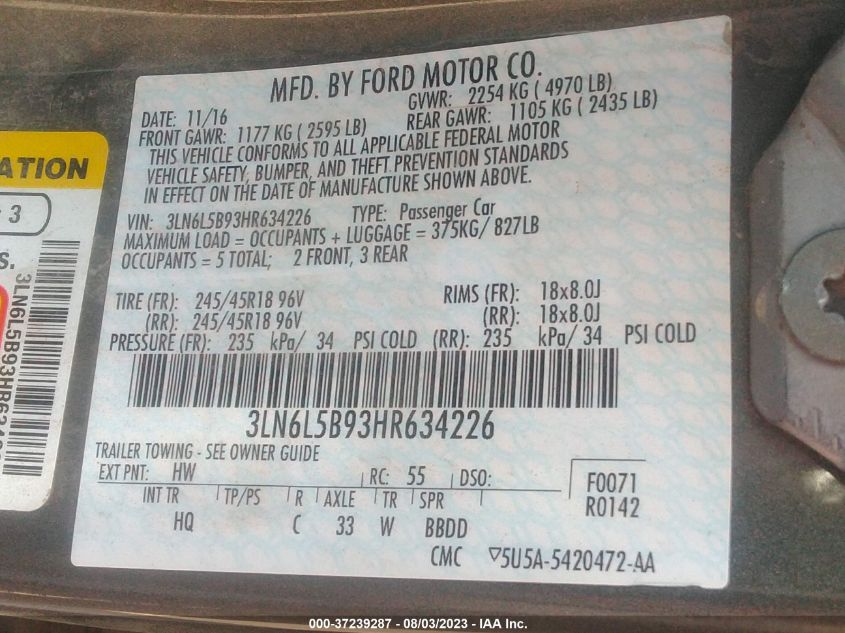 MFD. BY FORD MOTOR CO.
DATE: 11/16
GVWR: 2254 KG ( 4970 LB)
FRONT GAWR: 1177 KG ( 2595 LB)
REAR GAWR: 1105 KG ( 2435 LB)
THIS VEHICLE CONFORMS TO ALL APPLICABLE FEDERAL MOTOR
VEHICLE SAFETY, BUMPER, AND THEFT PREVENTION STANDARDS
IN EFFECT ON THE DATE OF MANUFACTURE SHOWN ABOVE.
VIN: 3LN6L5B93HR634226 TYPE: Passenger Car
MAXIMUM LOAD = OCCUPANTS + LUGGAGE = 375KG/ 827LB
OCCUPANTS = 5 TOTAL; 2 FRONT, 3 REAR
TIRE (FR): 245/45R18 96V RIMS (FR): 18x8.0J
(RR): 245/45R18 96V (RR): 18x8.0J
PRESSURE (FR): 235 kPa/ 34 PSI COLD (RR): 235 kPa/ 34 PSI COLD
3LN6L5B93HR634226
TRAILER TOWING - SEE OWNER GUIDE
EXT PNT: HW RC: 55 DSO:
F0071
R0142
INT TR TP/PS R AXLE TR SPR
HQ C 33 W BBDD
CMC ▽5U5A-5420472-AA
ATION
3
S.
000-37239287 - 08/03/2023 - IAA Inc.